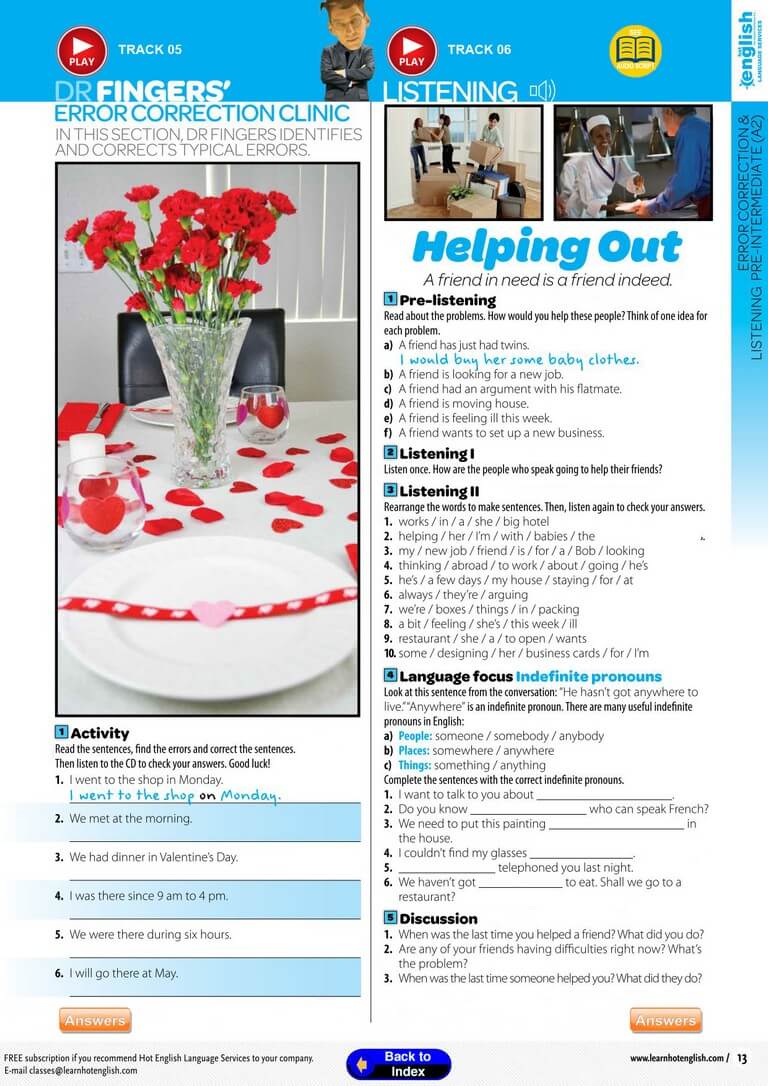 PLAY
TRACK 05
DR FINGERS'
ERROR CORRECTION CLINIC
IN THIS SECTION, DR FINGERS IDENTIFIES
AND CORRECTS TYPICAL ERRORS.
1 Activity
Read the sentences, find the errors and correct the sentences.
Then listen to the CD to check your answers. Good luck!
1. I went to the shop in Monday.
I went to the shop on Monday.
2. We met at the morning.
3. We had dinner in Valentine's Day.
4. I was there since 9 am to 4 pm.
5. We were there during six hours.
6. I will go there at May.
Answers
PLAY
TRACK 06
SEE
AUDIO SCRIPT
LISTENING
Helping Out
A friend in need is a friend indeed.
1 Pre-listening
Read about the problems. How would you help these people? Think of one idea for
each problem.
a) A friend has just had twins.
I would buy her some baby clothes.
b) A friend is looking for a new job.
c) A friend had an argument with his flatmate.
d) A friend is moving house.
e) A friend is feeling ill this week.
f) A friend wants to set up a new business.
2 Listening I
Listen once. How are the people who speak going to help their friends?
3 Listening II
Rearrange the words to make sentences. Then, listen again to check your answers.
1. works / in / a / she / big hotel
2. helping / her / I'm / with / babies / the
3. my / new job / friend / is / for / a / Bob / looking
4. thinking / abroad / to work / about / going / he's
5. he's / a few days / my house / staying / for / at
6. always / they're / arguing
7. we're / boxes / things / in / packing
8. a bit / feeling / she's / this week / ill
9. restaurant / she / a / to open / wants
10. some / designing / her / business cards / for / I'm
4 Language focus Indefinite pronouns
Look at this sentence from the conversation: "He hasn't got anywhere to
live." "Anywhere" is an indefinite pronoun. There are many useful indefinite
pronouns in English:
a) People: someone / somebody / anybody
b) Places: somewhere / anywhere
c) Things: something / anything
Complete the sentences with the correct indefinite pronouns.
1. I want to talk to you about ____________________.
2. Do you know ____________________ who can speak French?
3. We need to put this painting ____________________ in
the house.
4. I couldn't find my glasses ____________________.
5. ____________________ telephoned you last night.
6. We haven't got ____________________ to eat. Shall we go to a
restaurant?
5 Discussion
1. When was the last time you helped a friend? What did you do?
2. Are any of your friends having difficulties right now? What's
the problem?
3. When was the last time someone helped you? What did they do?
Answers
hot english
LANGUAGE SERVICES
ERROR CORRECTION &
LISTENING PRE-INTERMEDIATE (A2)
FREE subscription if you recommend Hot English Language Services to your company.
E-mail classes@learnhotenglish.com
Back to
Index
www.learnhotenglish.com / 13